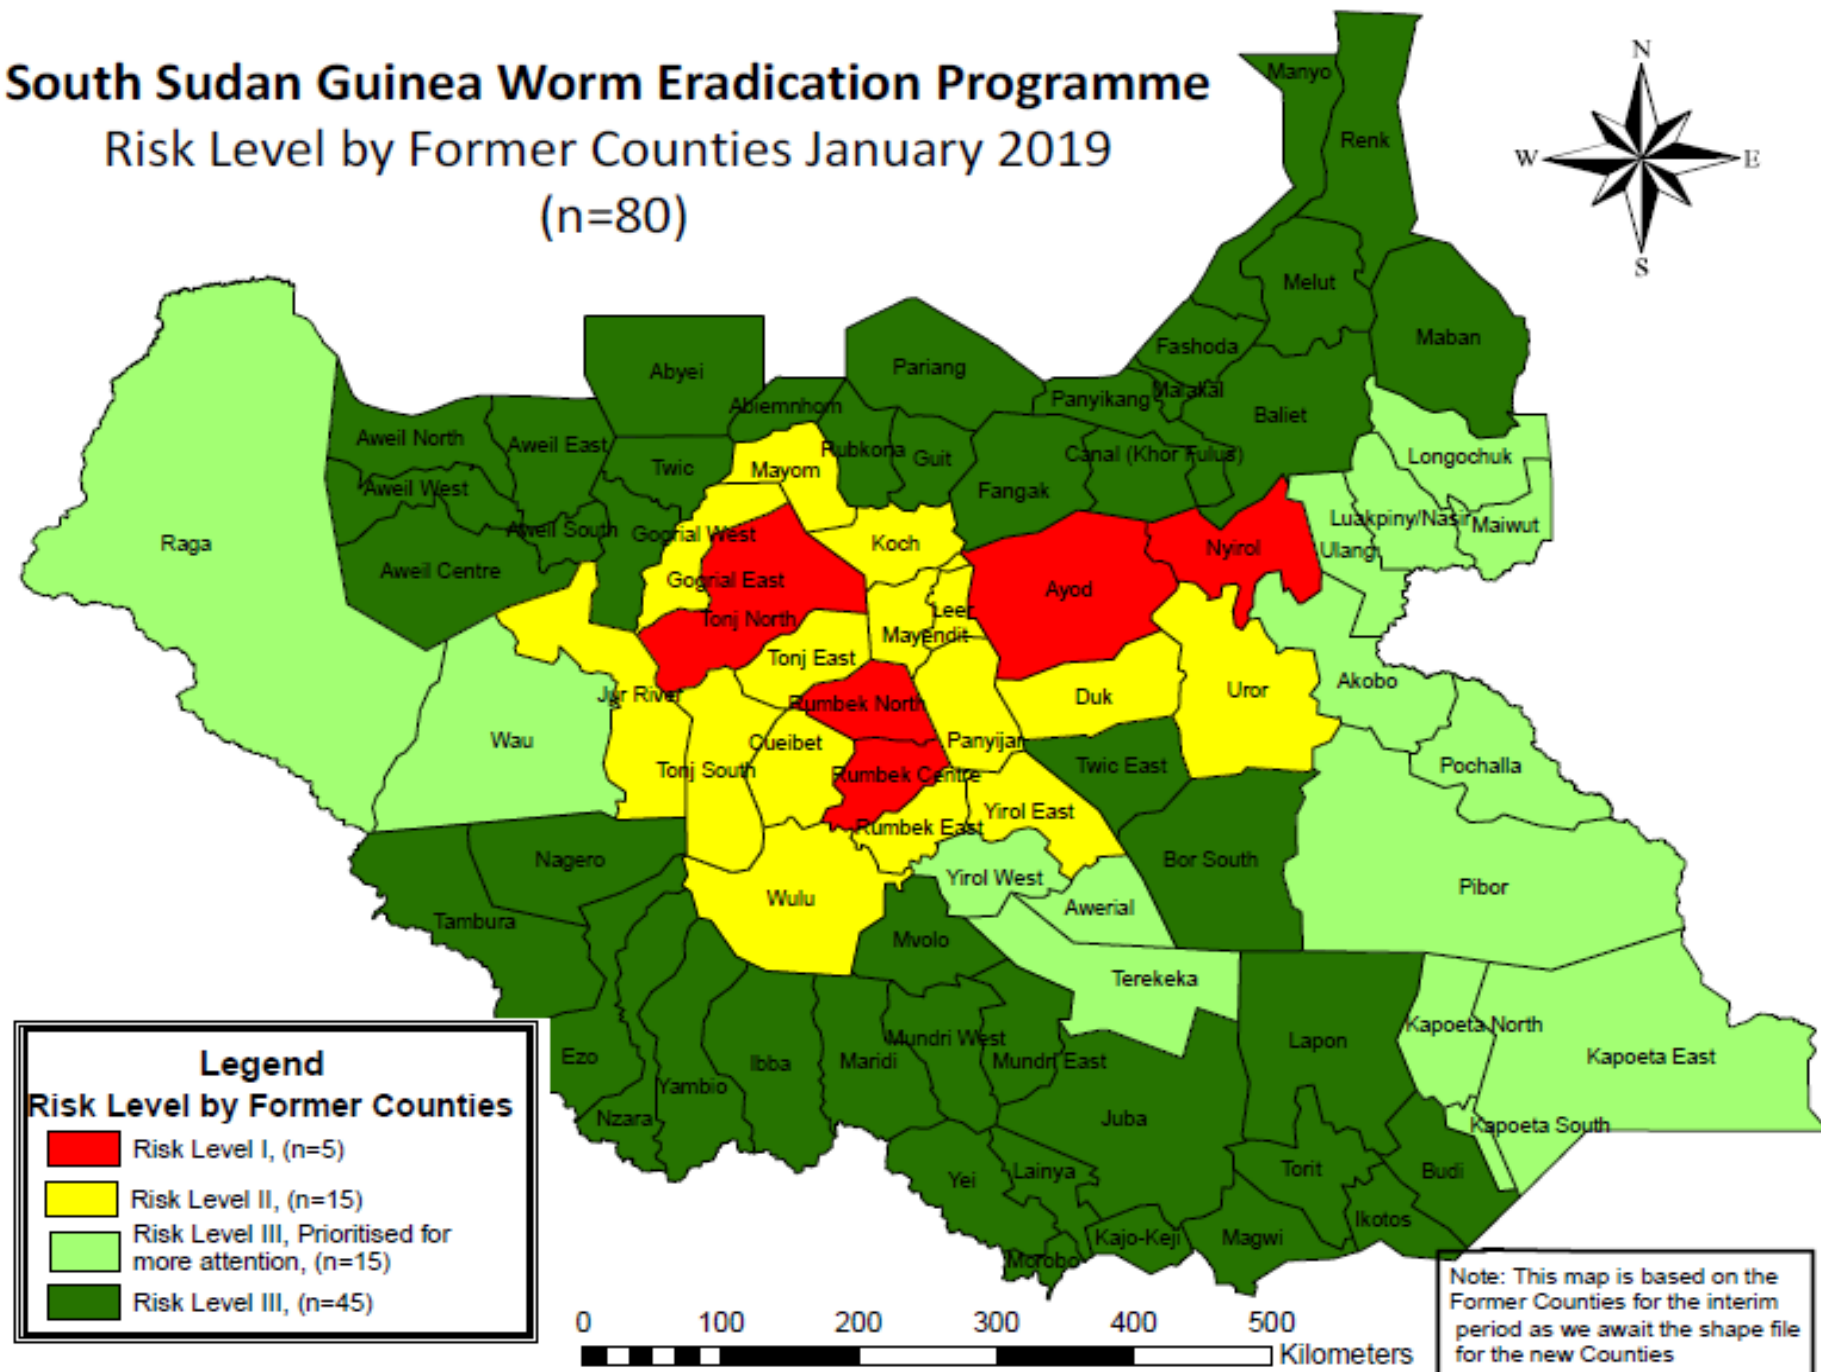 South Sudan Guinea Worm Eradication Programme
Risk Level by Former Counties January 2019
(n=80)
N
W
E
S
Manyo
Renk
Melut
Maban
Fashoda
Abyei
Pariang
Malakal
Panyikang
Abiemnhom
Baliet
Aweil North
Aweil East
Rubkona
Guit
Canal (Khor Fulus)
Longochuk
Twic
Mayom
Aweil West
Fangak
Luakpiny/Nasir
Maiwut
Aweil South
Gogrial West
Koch
Nyirol
Ulang
Raga
Aweil Centre
Gogrial East
Ayod
Leer
Tonj North
Mayendit
Tonj East
Akobo
Jur River
Rumbek North
Duk
Uror
Wau
Cueibet
Panyijar
Tonj South
Rumbek Centre
Twic East
Pochalla
Yirol East
Rumbek East
Nagero
Bor South
Yirol West
Pibor
Wulu
Awerial
Tambura
Mvolo
Terekeka
Kapoeta North
Mundri West
Lapon
Ezo
Ibba
Maridi
Mundri East
Kapoeta East
Yambio
Nzara
Juba
Kapoeta South
Yei
Lainya
Torit
Budi
Ikotos
Kajo-Keji
Magwi
Morobo
Legend
Risk Level by Former Counties
Risk Level I, (n=5)
Risk Level II, (n=15)
Risk Level III, Prioritised for
more attention, (n=15)
Risk Level III, (n=45)
0 100 200 300 400 500
Kilometers
Note: This map is based on the
Former Counties for the interim
period as we await the shape file
for the new Counties